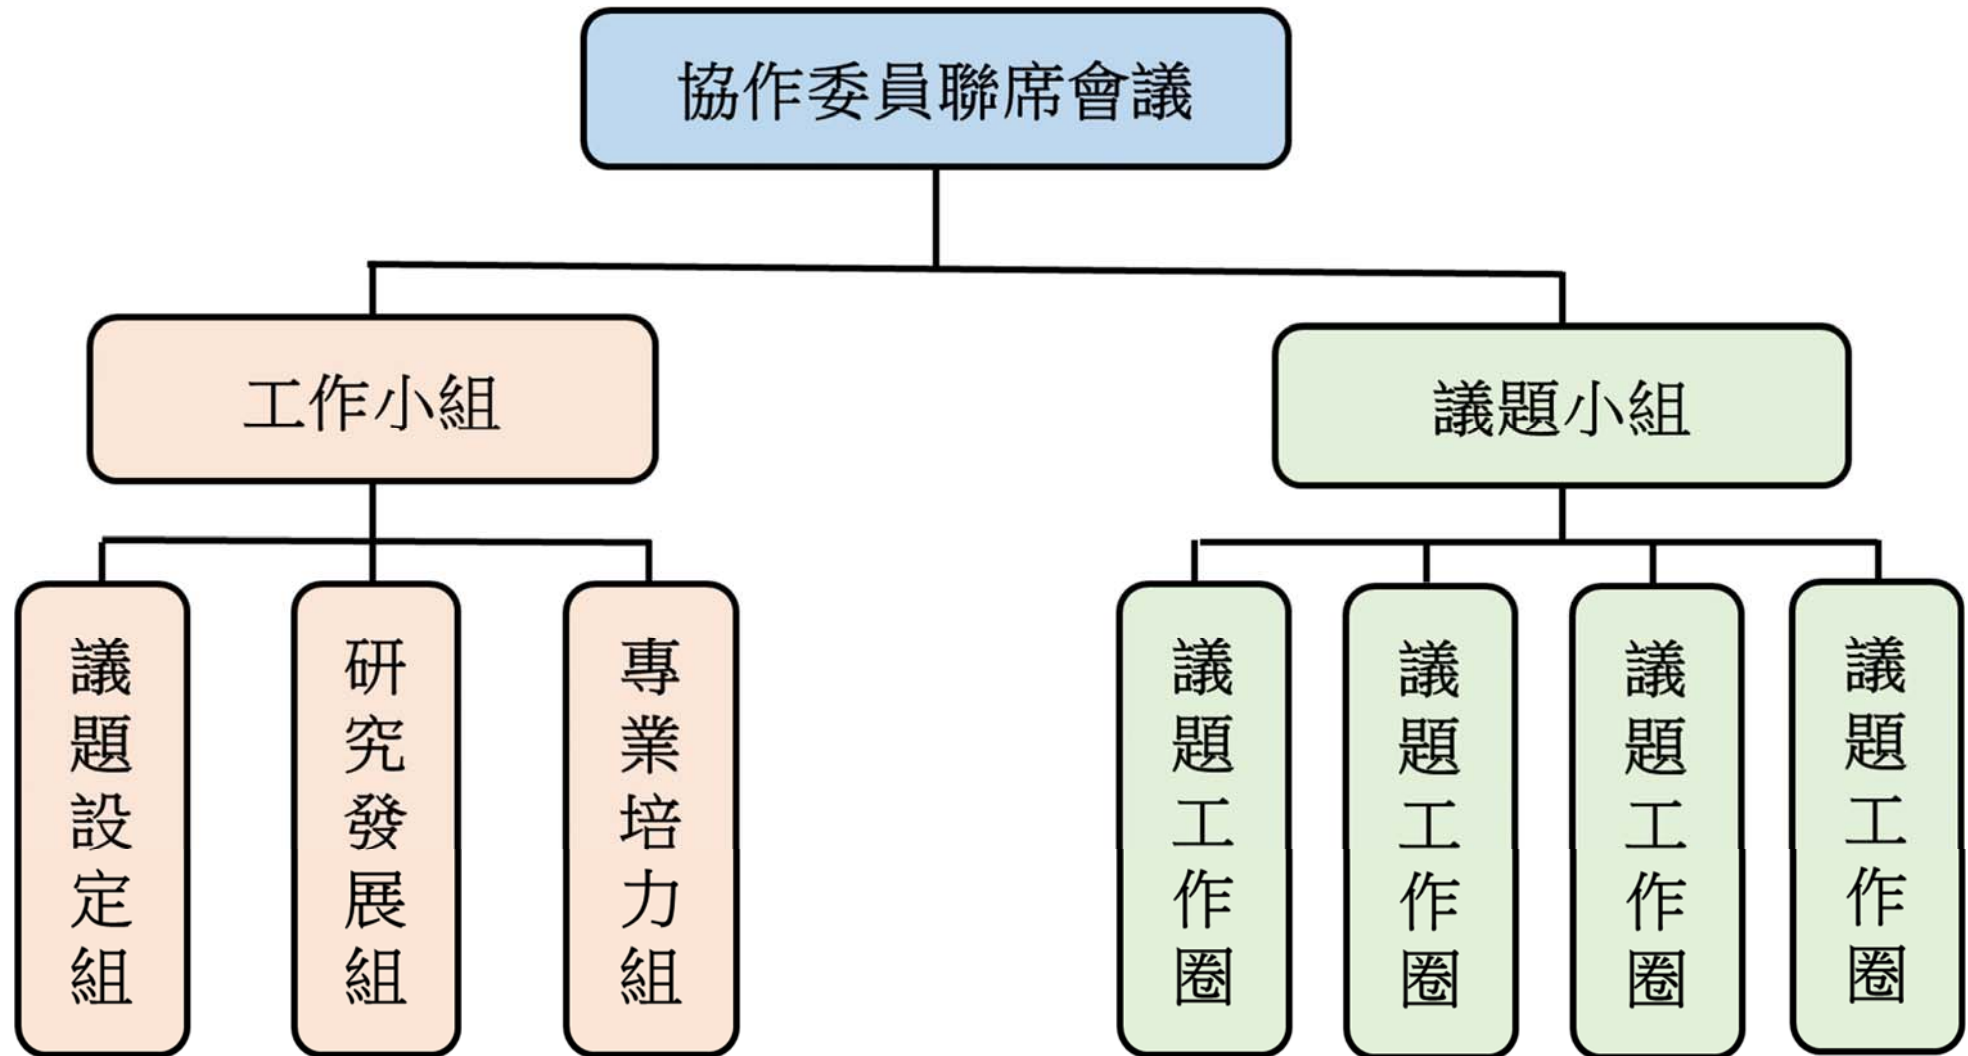 協作委員聯席會議
工作小組
議題小組
議題設定組
研究發展組
專業培力組
議題工作圈
議題工作圈
議題工作圈
議題工作圈